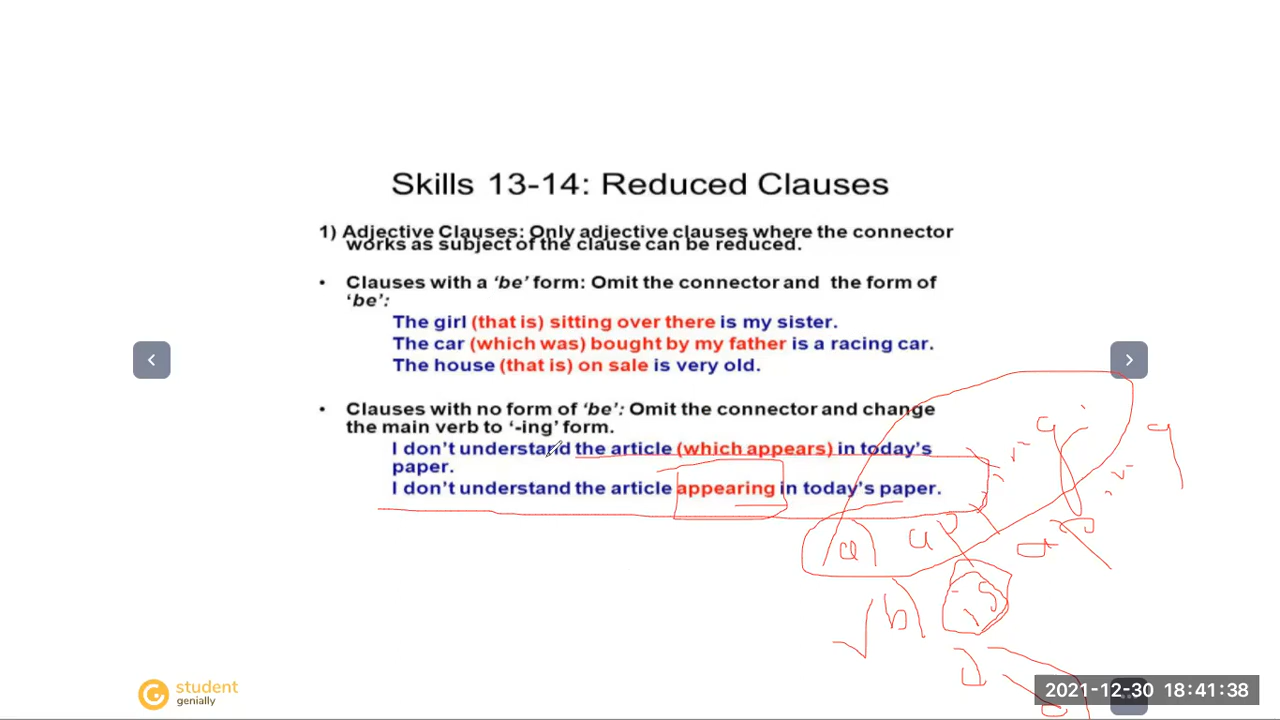 Skills 13-14: Reduced Clauses
1) Adjective Clauses: Only adjective clauses where the connector
works as subject of the clause can be reduced.
• Clauses with a ‘be’ form: Omit the connector and the form of
‘be’:
The girl (that is) sitting over there is my sister.
The car (which was) bought by my father is a racing car.
The house (that is) on sale is very old.
• Clauses with no form of ‘be’: Omit the connector and change
the main verb to ‘-ing’ form.
I don’t understand the article (which appears) in today’s
paper.
I don’t understand the article appearing in today’s paper.
student
genially
2021-12-30 18:41:38